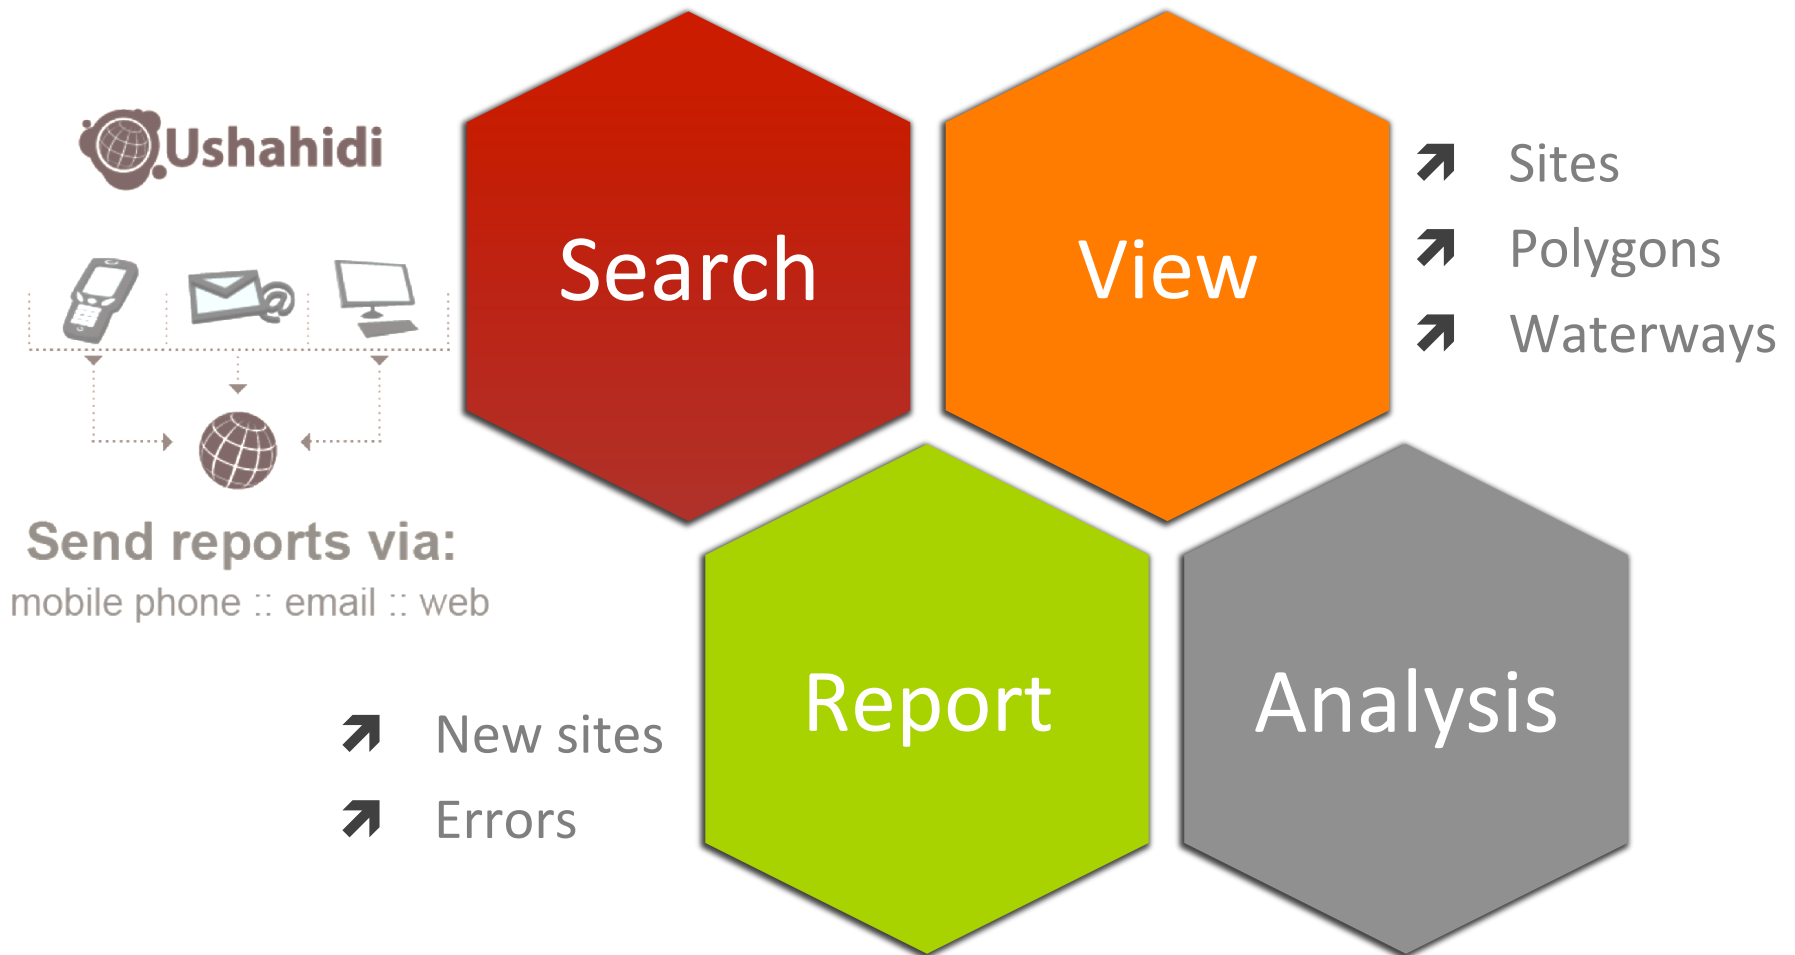 Ushahidi
Send reports via:
mobile phone :: email :: web
Search
View
Sites
Polygons
Waterways
New sites
Errors
Report
Analysis